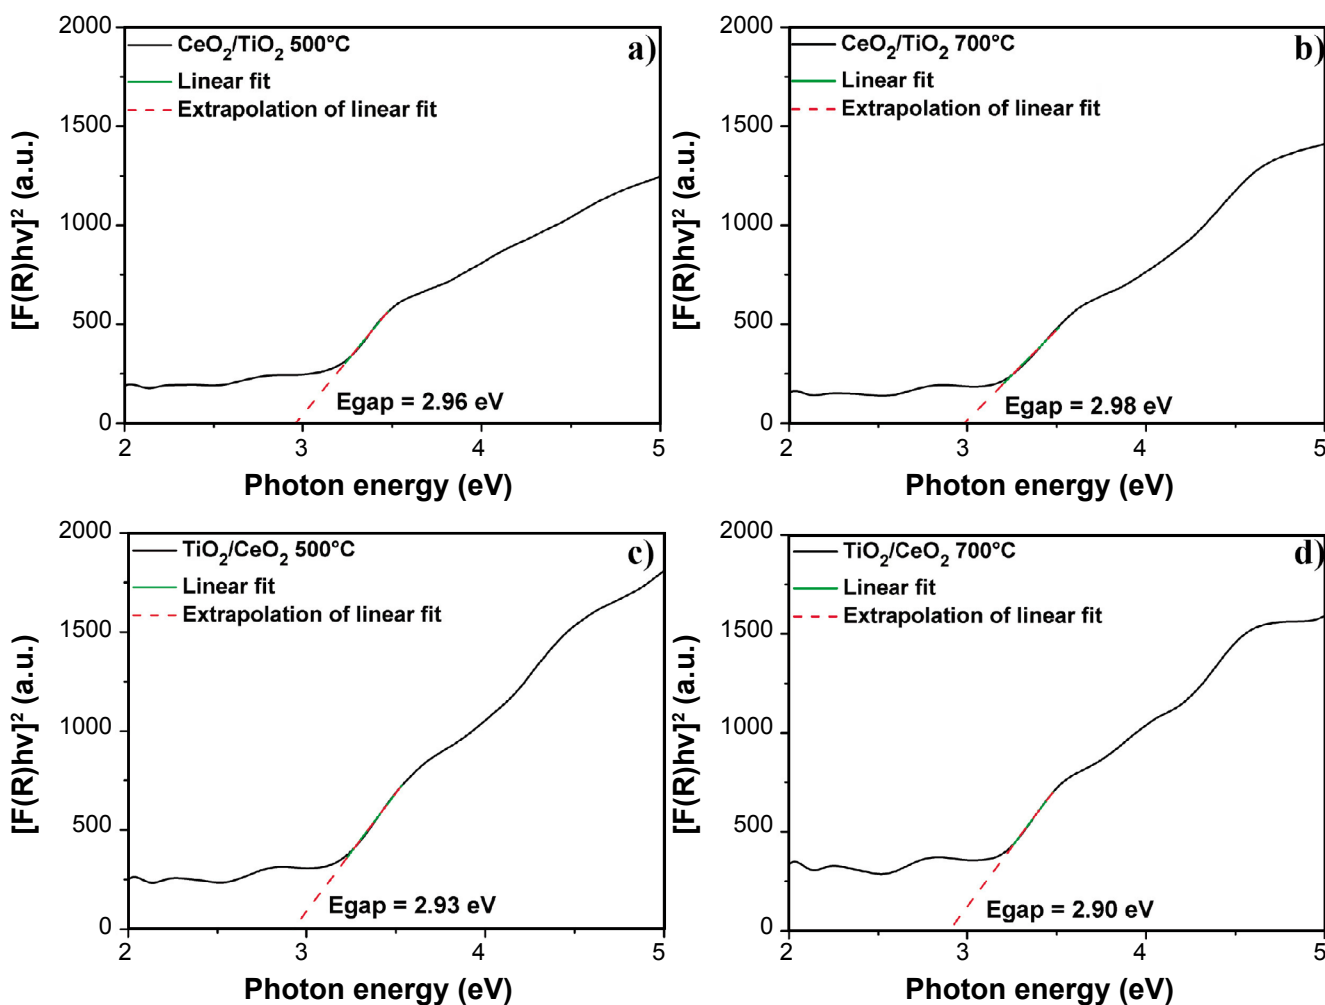 2000
CeO₂/TiO₂ 500°C
a)
Linear fit
Extrapolation of linear fit
1500
1000
500
0
[F(R)hv]² (a.u.)
Egap = 2.96 eV
2 3 4 5
Photon energy (eV)
2000
CeO₂/TiO₂ 700°C
b)
Linear fit
Extrapolation of linear fit
1500
1000
500
0
[F(R)hv]² (a.u.)
Egap = 2.98 eV
2 3 4 5
Photon energy (eV)
2000
TiO₂/CeO₂ 500°C
c)
Linear fit
Extrapolation of linear fit
1500
1000
500
0
[F(R)hv]² (a.u.)
Egap = 2.93 eV
2 3 4 5
Photon energy (eV)
2000
TiO₂/CeO₂ 700°C
d)
Linear fit
Extrapolation of linear fit
1500
1000
500
0
[F(R)hv]² (a.u.)
Egap = 2.90 eV
2 3 4 5
Photon energy (eV)